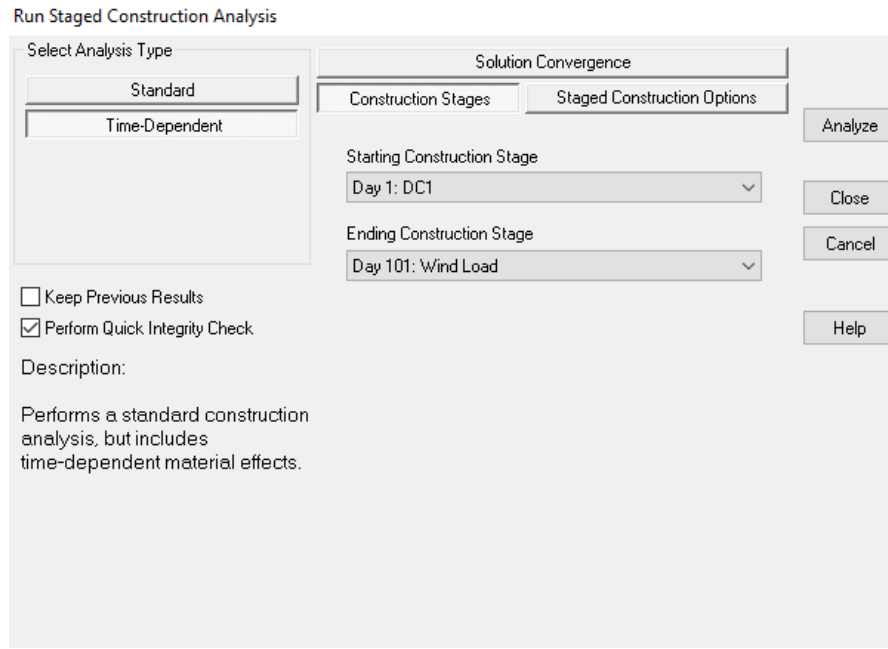 Run Staged Construction Analysis
Select Analysis Type
Standard
Time-Dependent
Keep Previous Results
Perform Quick Integrity Check
Description:
Performs a standard construction
analysis, but includes
time-dependent material effects.
Solution Convergence
Construction Stages
Staged Construction Options
Starting Construction Stage
Day 1: DC1
Ending Construction Stage
Day 101: Wind Load
Analyze
Close
Cancel
Help